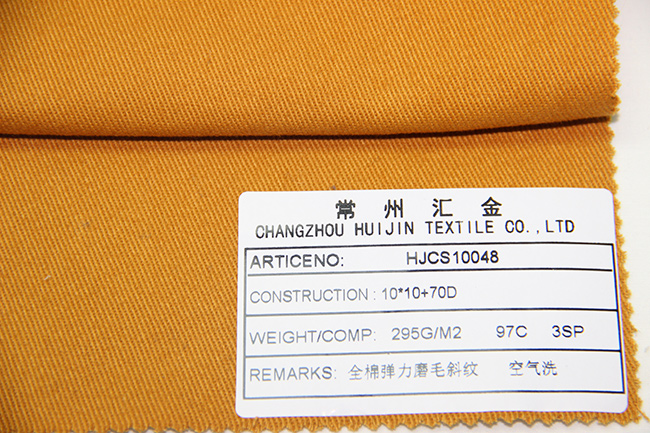 常州汇金
CHANGZHOU HUIJIN TEXTILE CO.,LTD
ARTICENO: HJCS10048
CONSTRUCTION : 10*10+70D
WEIGHT/COMP: 295G/M2 97C 3SP
REMARKS: 全棉弹力磨毛斜纹 空气洗